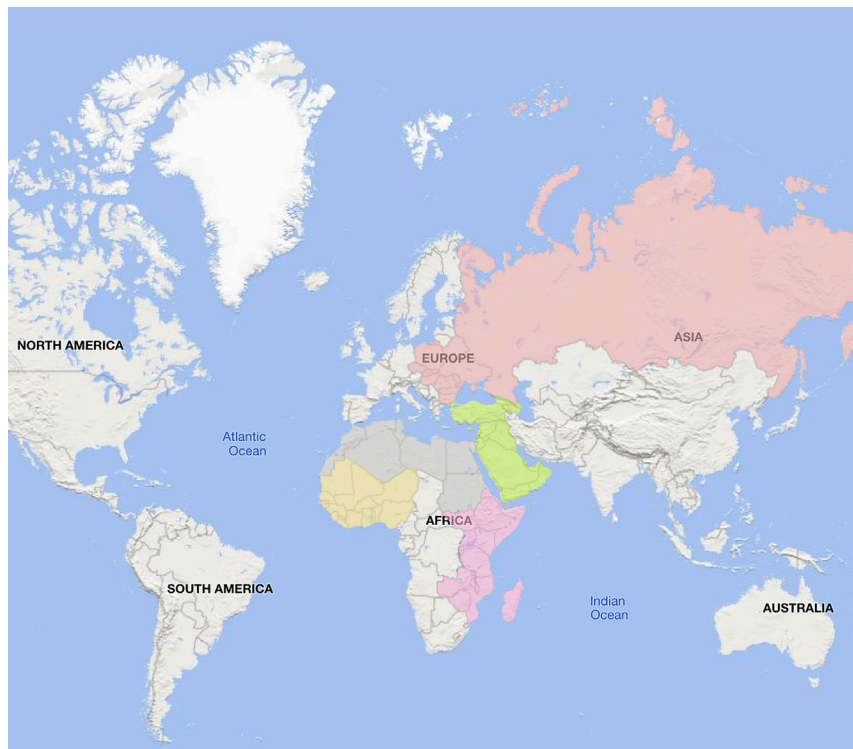 NORTH AMERICA
EUROPE
ASIA
Atlantic
Ocean
AFRICA
SOUTH AMERICA
Indian
Ocean
AUSTRALIA